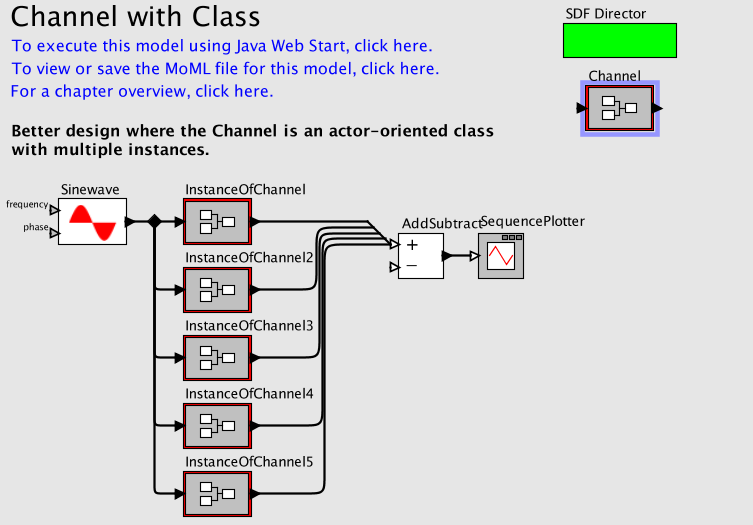 Channel with Class
SDF Director
To execute this model using Java Web Start, click here.
To view or save the MoML file for this model, click here.
Channel
For a chapter overview, click here.
Better design where the Channel is an actor-oriented class
with multiple instances.
Sinewave
InstanceOfChannel
frequency
phase
AddSubtract
SequencePlotter
+
−
InstanceOfChannel2
InstanceOfChannel3
InstanceOfChannel4
InstanceOfChannel5